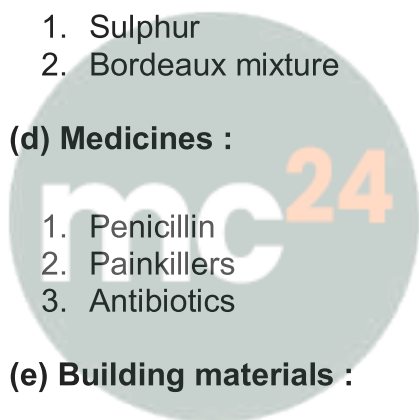 1. Sulphur
2. Bordeaux mixture
(d) Medicines :
mc24
1. Penicillin
2. Painkillers
3. Antibiotics
(e) Building materials :